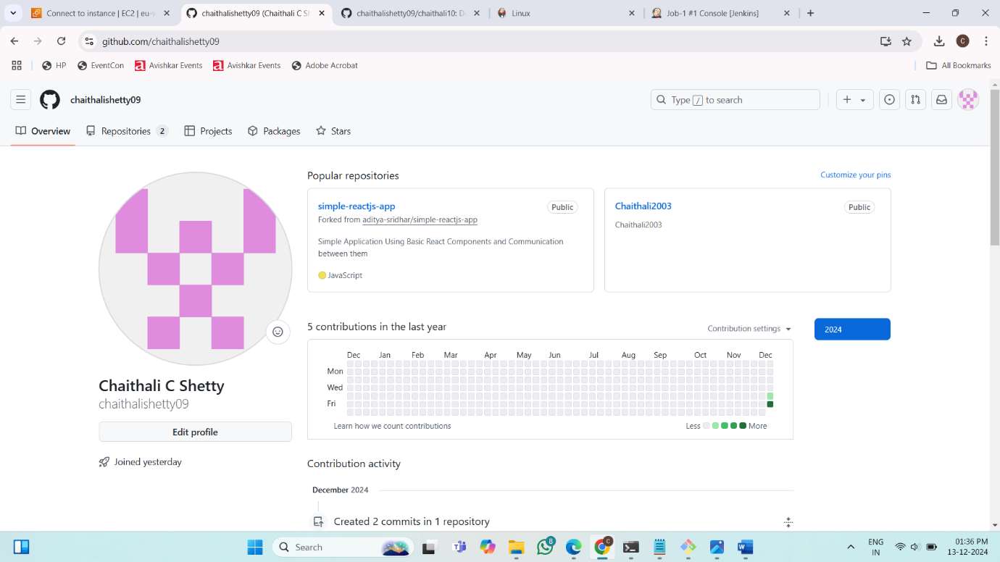 Connect to instance | EC2 | eu-w
chaithalishetty09 (Chaithali C Sh
chaithalishetty09/chaithali10: D
Linux
Job-1 #1 Console [Jenkins]
github.com/chaithalishetty09
C
HP
EventCon
Avishkar Events
Avishkar Events
Adobe Acrobat
All Bookmarks
chaithalishetty09
Type / to search
Overview
Repositories 2
Projects
Packages
Stars
Popular repositories
Customize your pins
simple-reactjs-app
Public
Forked from aditya-sridhar/simple-reactjs-app
Simple Application Using Basic React Components and Communication
between them
JavaScript
Chaithali2003
Public
Chaithali2003
5 contributions in the last year
Contribution settings
2024
Dec Jan Feb Mar Apr May Jun Jul Aug Sep Oct Nov Dec
Mon
Wed
Fri
Learn how we count contributions
Less
More
Chaithali C Shetty
chaithalishetty09
Edit profile
Joined yesterday
Contribution activity
December 2024
Created 2 commits in 1 repository
Search
8
C
ENG
IN
01:36 PM
13-12-2024